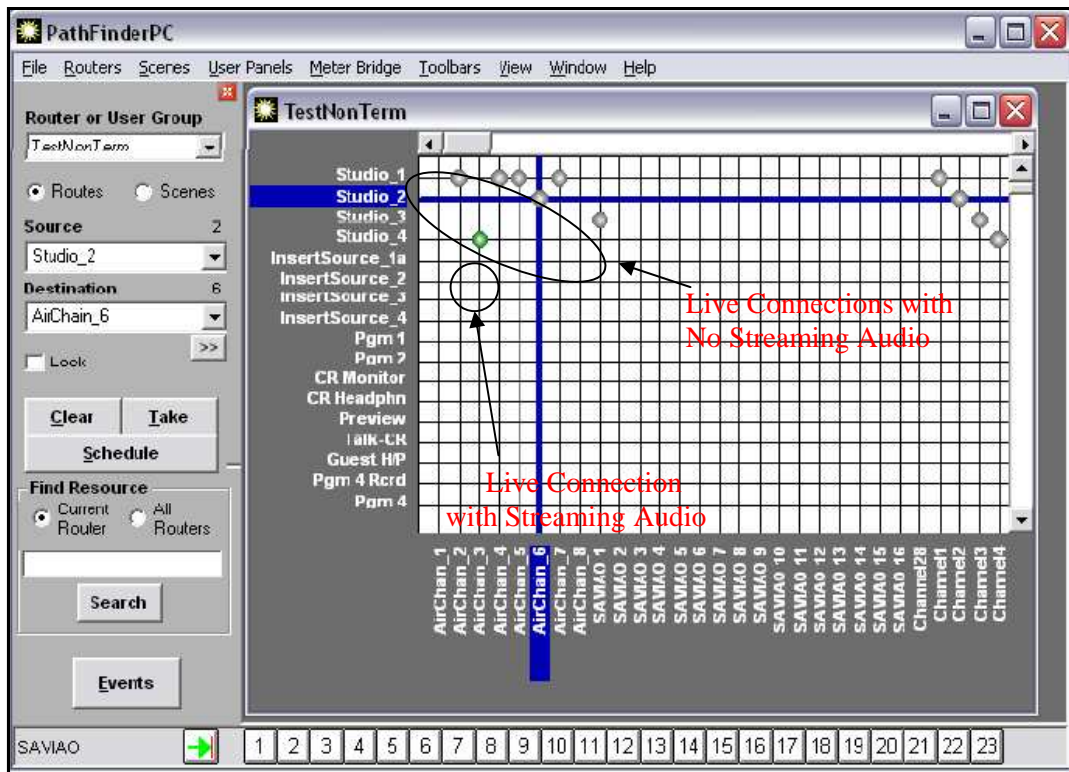 PathFinderPC
File Routers Scenes User Panels Meter Bridge Toolbars View Window Help
Router or User Group
TestNonTerm
Routes Scenes
Source 2
Studio_2
Destination 6
AirChain_6
>>
Lock
Clear Take
Schedule
Find Resource
Current Router
All Routers
Search
Events
TestNonTerm
Studio_1
Studio_2
Studio_3
Studio_4
InsertSource_1a
InsertSource_2
InsertSource_3
InsertSource_4
Pgm 1
Pgm 2
CR Monitor
CR Headphn
Preview
Talk-CR
Guest H/P
Pgm 4 Rcrd
Pgm 4
Live Connections with
No Streaming Audio
Live Connection
with Streaming Audio
AirChan_1
AirChan_2
AirChan_3
AirChan_4
AirChan_5
AirChan_6
AirChan_7
AirChan_8
SAVIAO 1
SAVIAO 2
SAVIAO 3
SAVIAO 4
SAVIAO 5
SAVIAO 6
SAVIAO 7
SAVIAO 8
SAVIAO 9
SAVIAO 10
SAVIAO 11
SAVIAO 12
SAVIAO 13
SAVIAO 14
SAVIAO 15
SAVIAO 16
Channel28
Channel1
Channel2
Channel3
Channel4
SAVIAO
1 2 3 4 5 6 7 8 9 10 11 12 13 14 15 16 17 18 19 20 21 22 23